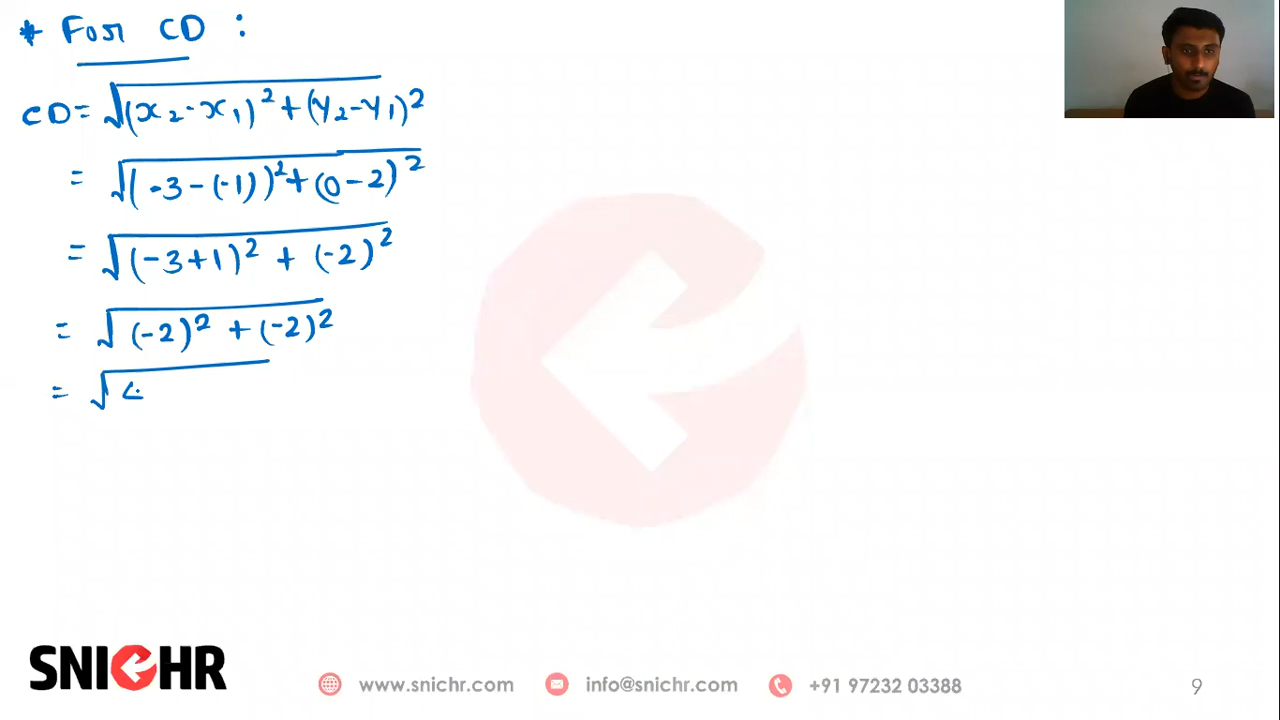 * For CD :
CD = √(x₂-x₁)² + (y₂-y₁)²
= √(-3-(-1))² + (0-2)²
= √(-3+1)² + (-2)²
= √(-2)² + (-2)²
= √4
SNICHR
www.snichr.com
info@snichr.com
+91 97232 03388
9